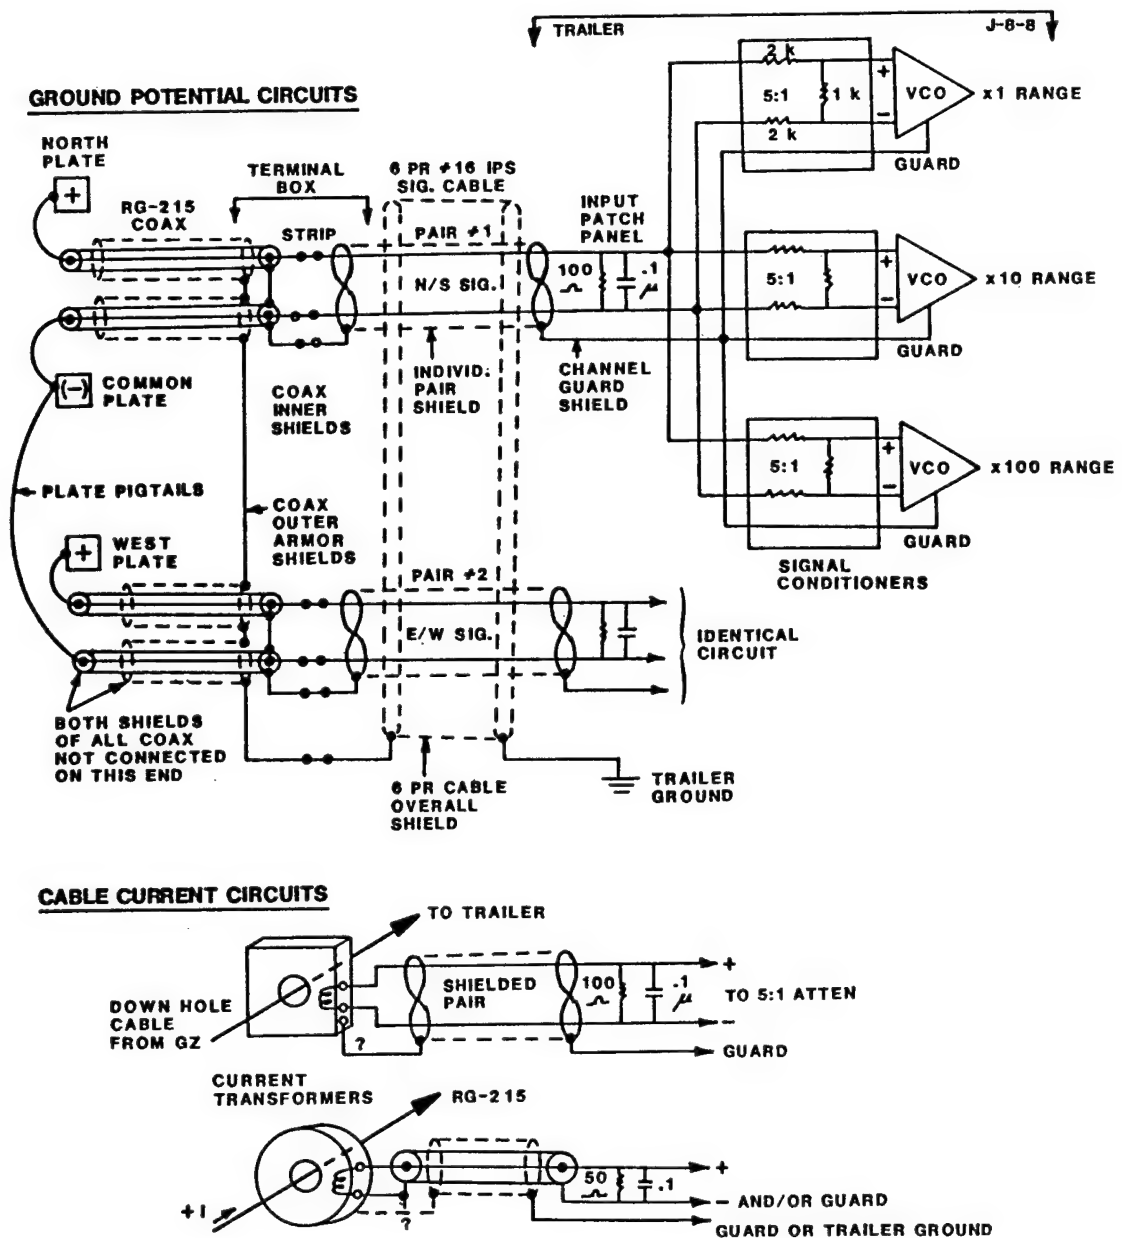 TRAILER
J-8-8
GROUND POTENTIAL CIRCUITS
2 k
5:1
1 k
2 k
+
−
VCO
x1 RANGE
GUARD
NORTH
PLATE
+
RG-215
COAX
TERMINAL
BOX
6 PR #16 IPS
SIG. CABLE
STRIP
PAIR #1
N/S SIG.
INPUT
PATCH
PANEL
100
Ω
.1
μ
5:1
+
−
VCO
x10 RANGE
GUARD
(−)
COMMON
PLATE
COAX
INNER
SHIELDS
INDIVID.
PAIR
SHIELD
CHANNEL
GUARD
SHIELD
5:1
+
−
VCO
x100 RANGE
GUARD
SIGNAL
CONDITIONERS
PLATE PIGTAILS
COAX
OUTER
ARMOR
SHIELDS
+
WEST
PLATE
PAIR #2
E/W SIG.
IDENTICAL
CIRCUIT
BOTH SHIELDS
OF ALL COAX
NOT CONNECTED
ON THIS END
6 PR CABLE
OVERALL
SHIELD
TRAILER
GROUND
CABLE CURRENT CIRCUITS
TO TRAILER
DOWN HOLE
CABLE
FROM GZ
?
SHIELDED
PAIR
100
Ω
.1
μ
+
TO 5:1 ATTEN
−
GUARD
CURRENT
TRANSFORMERS
RG-215
+I
?
50
Ω
.1
+
− AND/OR GUARD
GUARD OR TRAILER GROUND